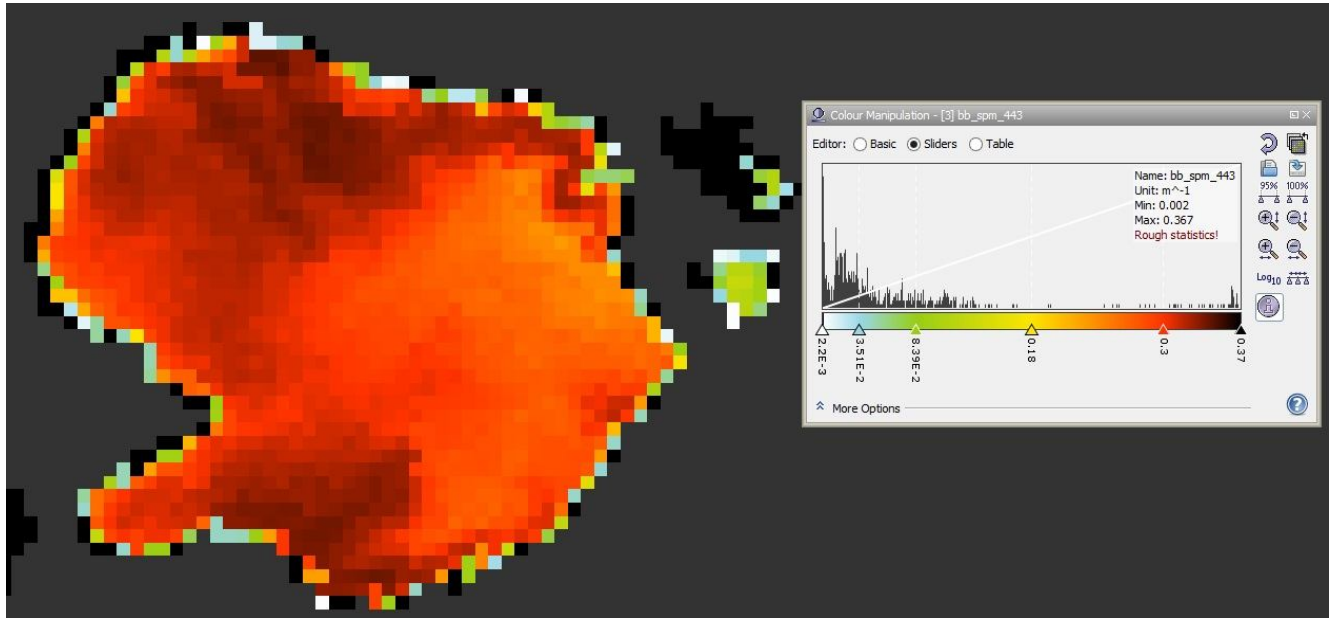 Colour Manipulation - [3] bb_spm_443
Editor: Basic Sliders Table
Name: bb_spm_443
Unit: m^-1
Min: 0.002
Max: 0.367
Rough statistics!
95% 100%
Log10
2.2E-3 3.51E-2 8.39E-2 0.18 0.3 0.37
More Options